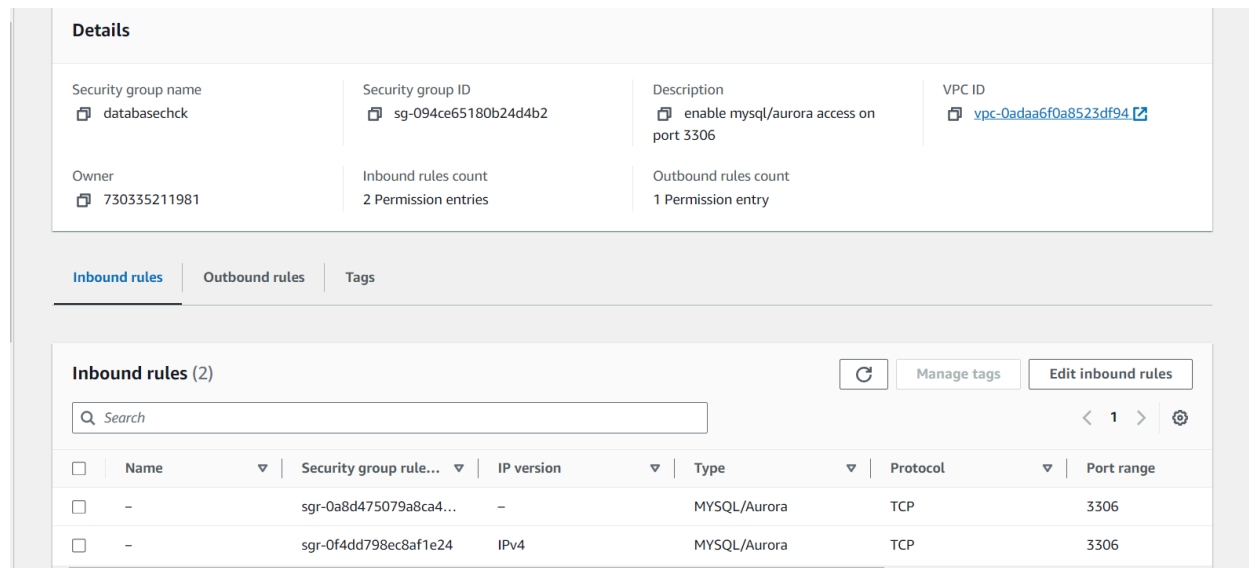 Details
Security group name
databasechck
Security group ID
sg-094ce65180b24d4b2
Description
enable mysql/aurora access on
port 3306
VPC ID
vpc-0adaa6f0a8523df94
Owner
730335211981
Inbound rules count
2 Permission entries
Outbound rules count
1 Permission entry
Inbound rules Outbound rules Tags
Inbound rules (2)
Manage tags Edit inbound rules
Search
1
Name Security group rule... IP version Type Protocol Port range
– sgr-0a8d475079a8ca4... – MYSQL/Aurora TCP 3306
– sgr-0f4dd798ec8af1e24 IPv4 MYSQL/Aurora TCP 3306